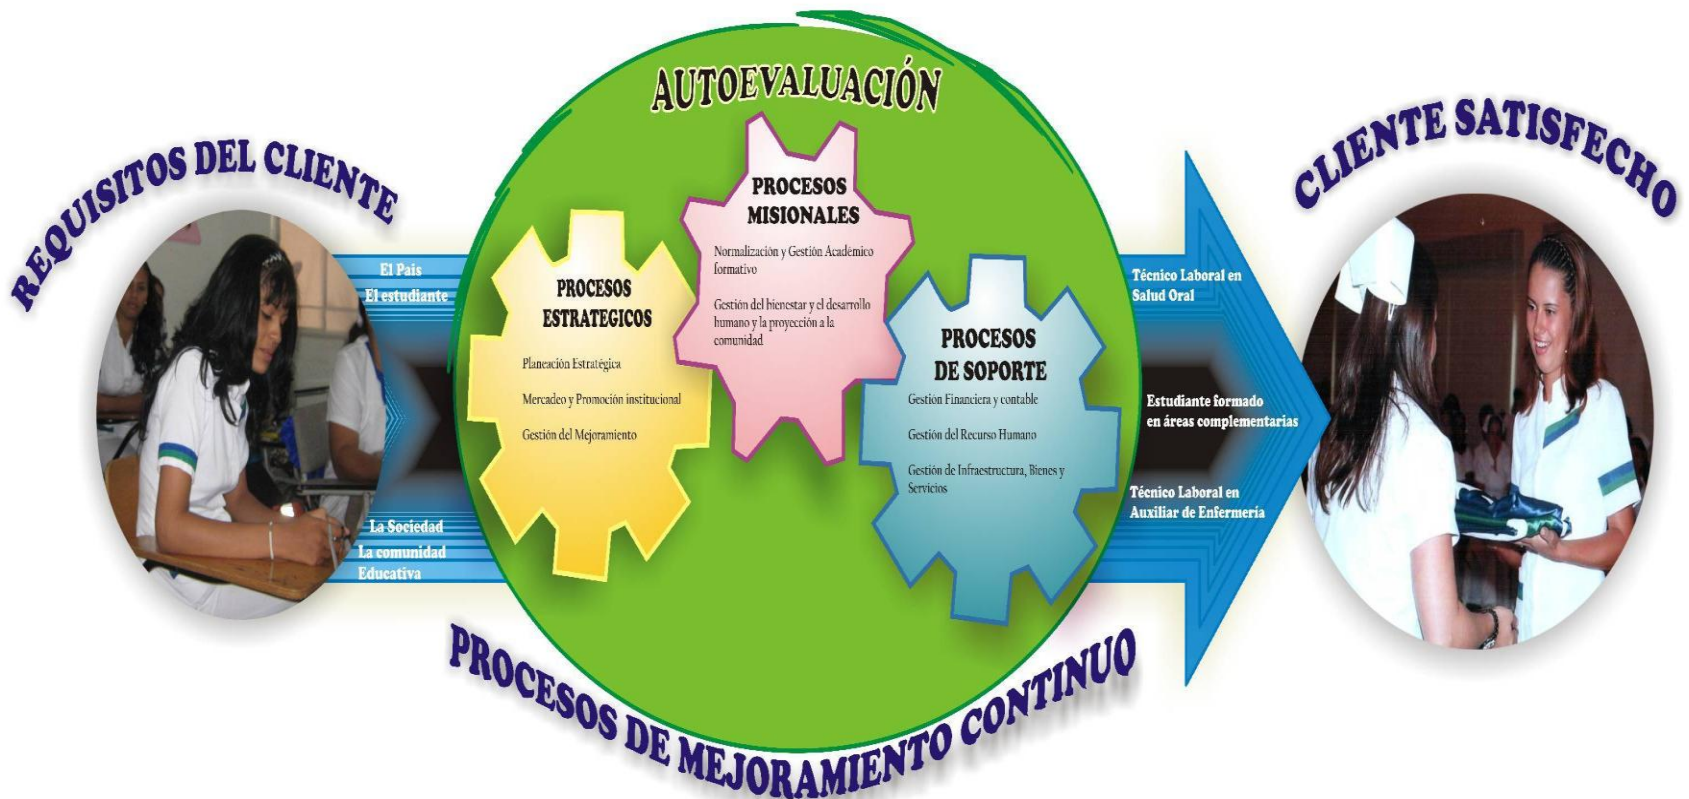 REQUISITOS DEL CLIENTE
El Pais
El estudiante
La Sociedad
La comunidad
Educativa
AUTOEVALUACIÓN
PROCESOS
ESTRATEGICOS
Planeación Estratégica
Mercadeo y Promoción institucional
Gestión del Mejoramiento
PROCESOS
MISIONALES
Normalización y Gestión Académico
formativo
Gestión del bienestar y el desarrollo
humano y la proyección a la
comunidad
PROCESOS
DE SOPORTE
Gestión Financiera y contable
Gestión del Recurso Humano
Gestión de Infraestructura, Bienes y
Servicios
Técnico Laboral en
Salud Oral
Estudiante formado
en áreas complementarias
Técnico Laboral en
Auxiliar de Enfermería
CLIENTE SATISFECHO
PROCESOS DE MEJORAMIENTO CONTINUO